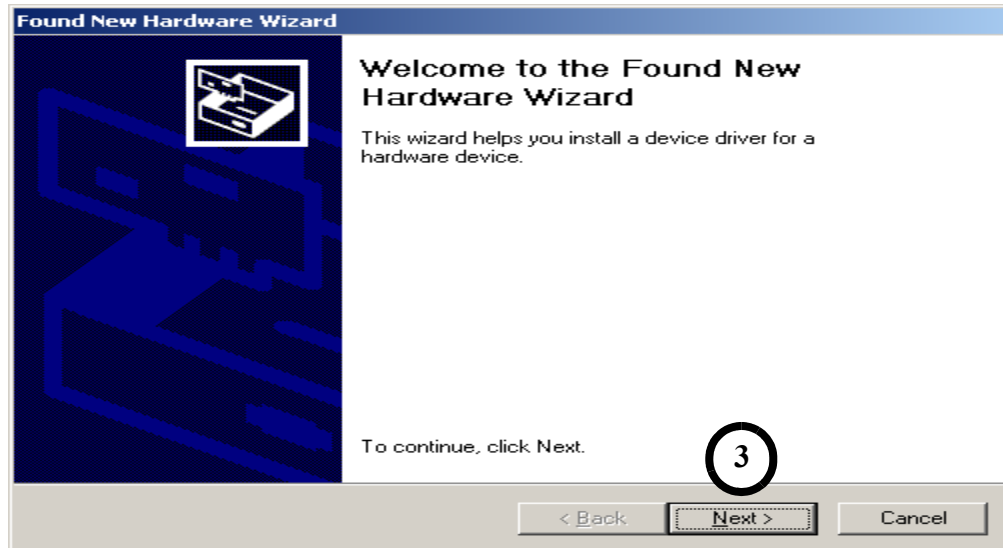 Found New Hardware Wizard
Welcome to the Found New
Hardware Wizard
This wizard helps you install a device driver for a
hardware device.
To continue, click Next.
3
< Back
Next >
Cancel